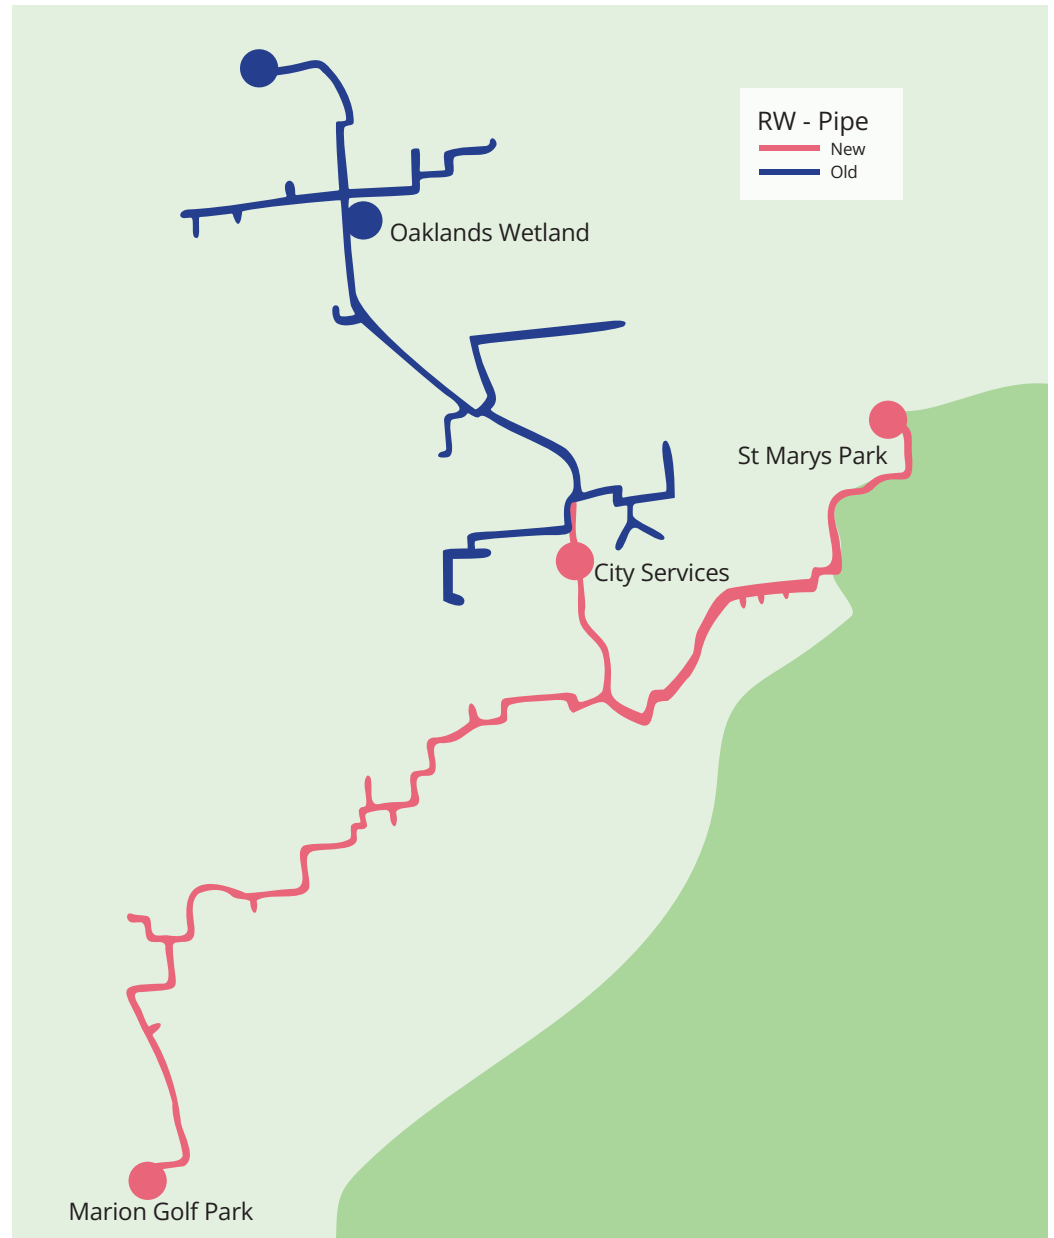 RW - Pipe
New
Old
Oaklands Wetland
St Marys Park
City Services
Marion Golf Park